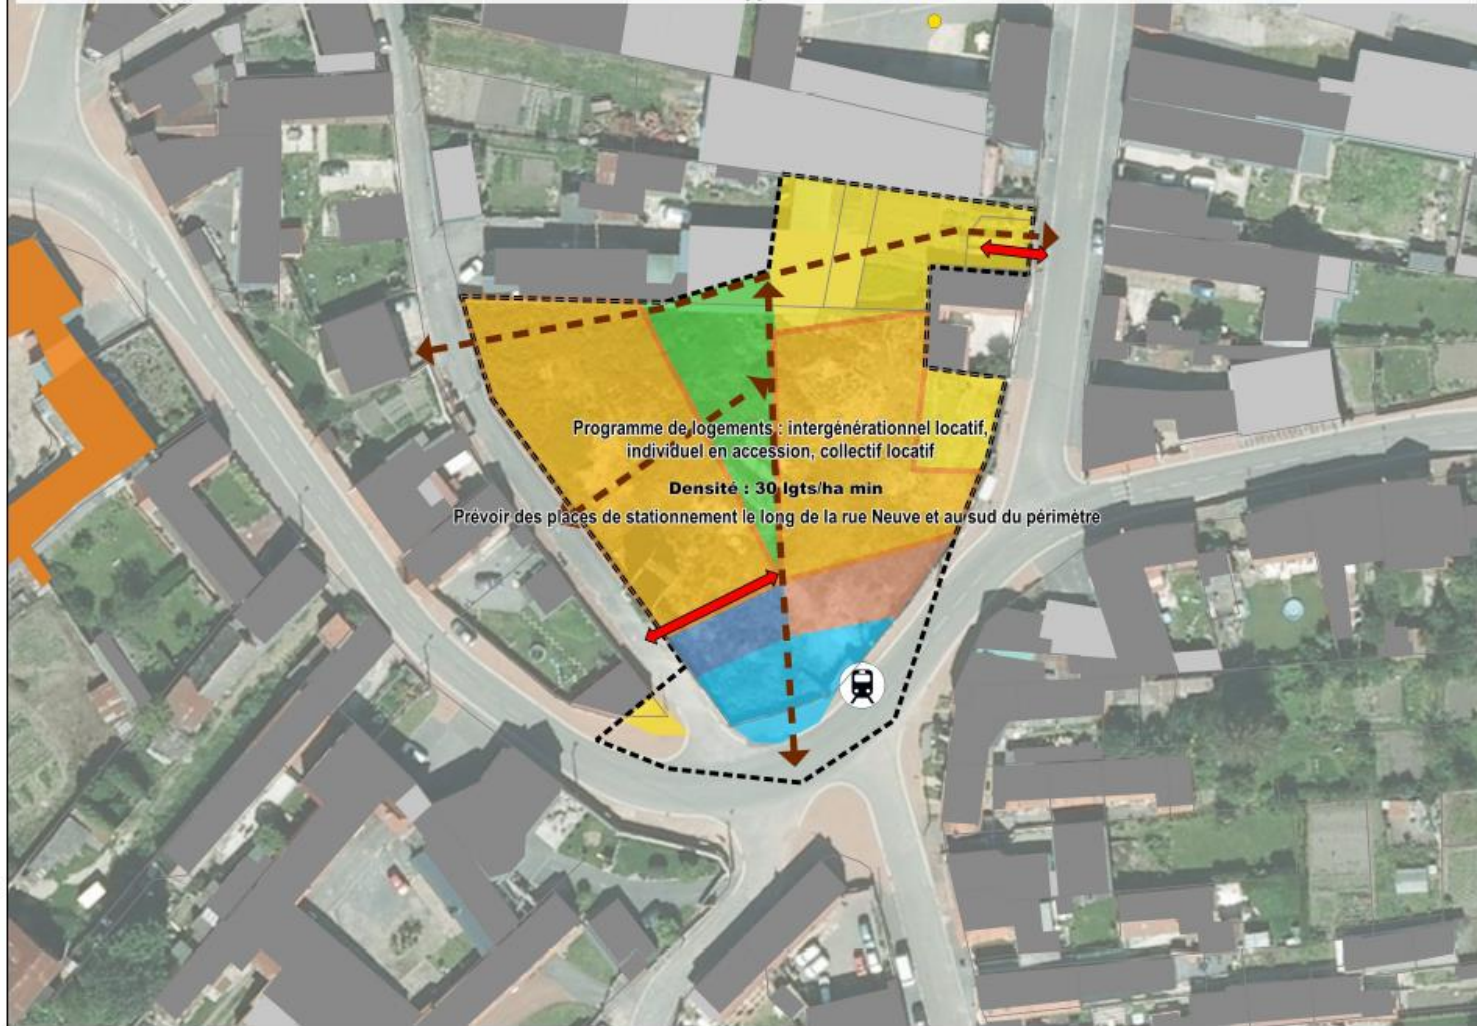 Programme de logements : intergénérationnel locatif,
individuel en accession, collectif locatif
Densité : 30 lgts/ha min
Prévoir des places de stationnement le long de la rue Neuve et au sud du périmètre